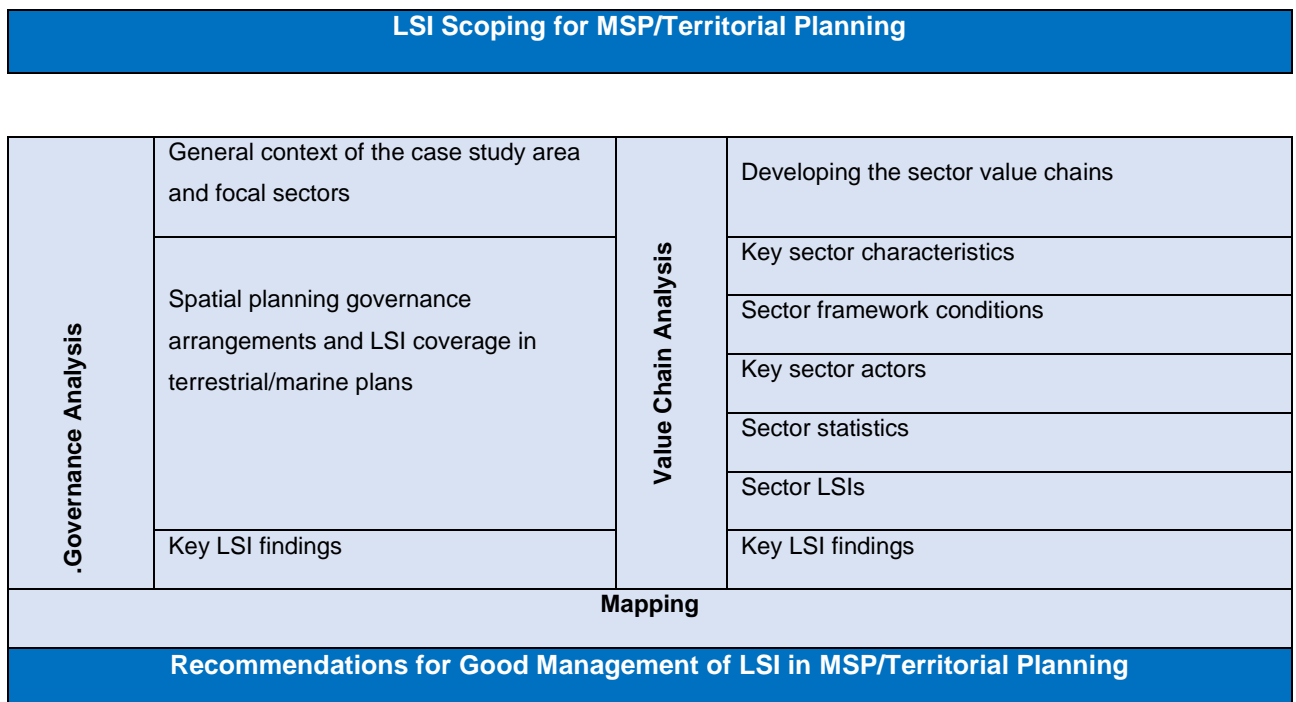 LSI Scoping for MSP/Territorial Planning
.Governance Analysis
General context of the case study area
and focal sectors
Spatial planning governance
arrangements and LSI coverage in
terrestrial/marine plans
Key LSI findings
Value Chain Analysis
Developing the sector value chains
Key sector characteristics
Sector framework conditions
Key sector actors
Sector statistics
Sector LSIs
Key LSI findings
Mapping
Recommendations for Good Management of LSI in MSP/Territorial Planning